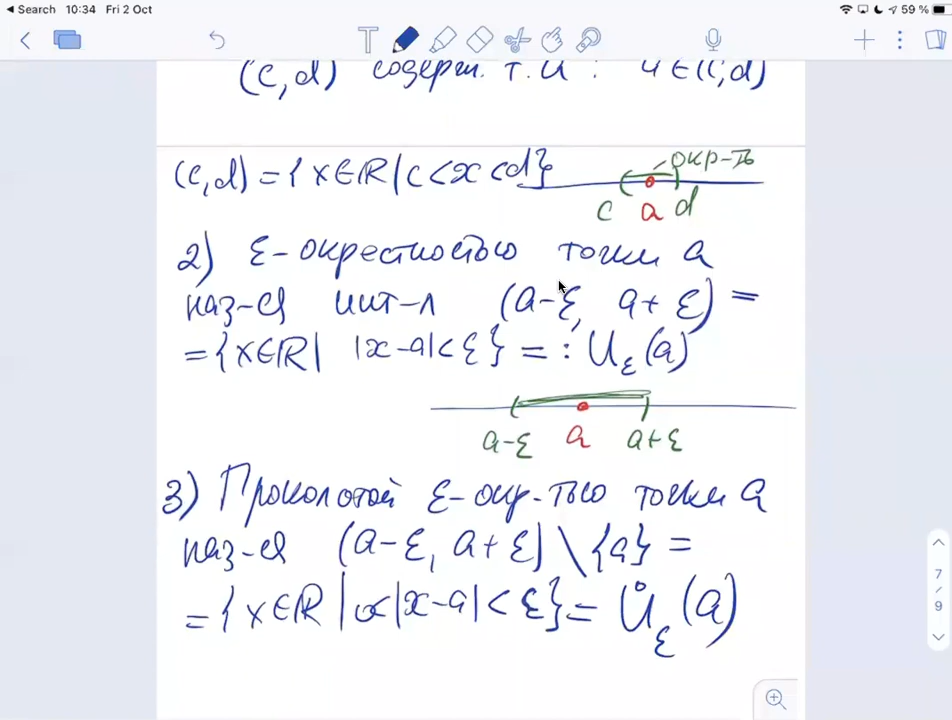 Search 10:34 Fri 2 Oct 59 %
(c,d) содерж. т. a : a ∈ (c,d)
(c,d) = {x∈ℝ | c < x < d}
окр-ть
c a d
2) ε-окрестностью точки a
наз-ся инт-л (a-ε, a+ε) =
= {x∈ℝ | |x-a|<ε} =: U_ε(a)
a-ε a a+ε
3) Проколотой ε-окр-тью точки a
наз-ся (a-ε, a+ε) \ {a} =
= {x∈ℝ | 0<|x-a|<ε} = Ů_ε(a)
7
/
9